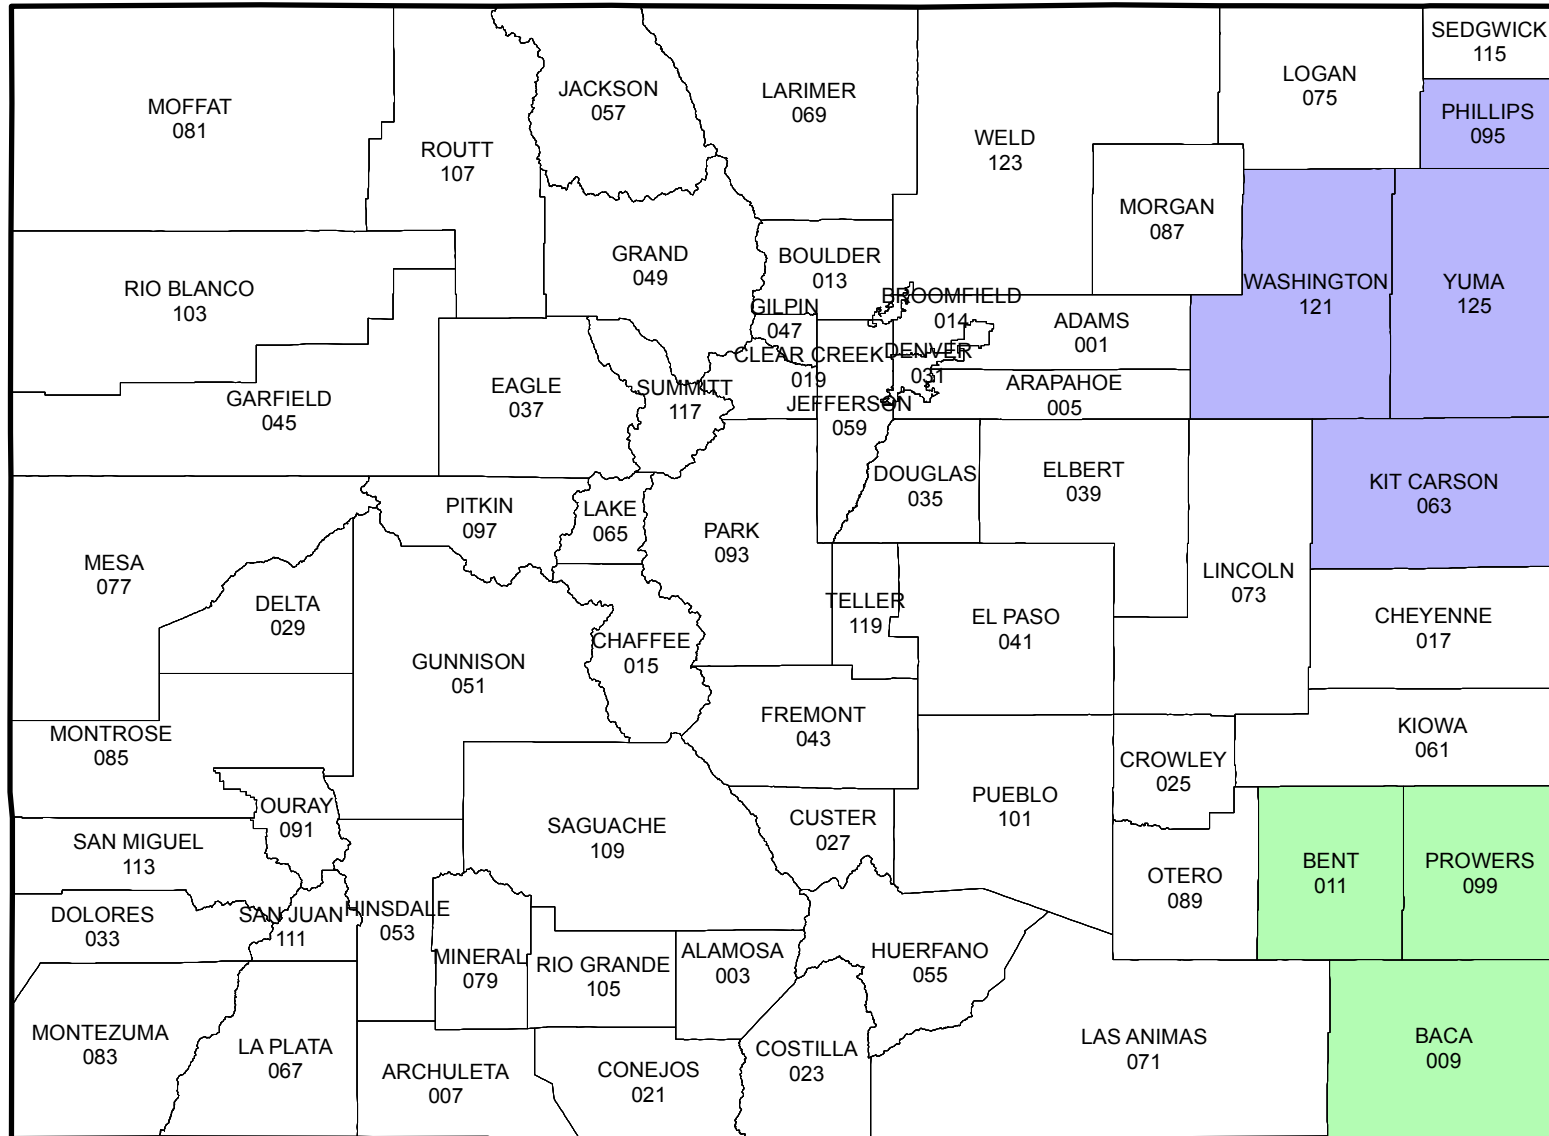 SEDGWICK
115
LOGAN
075
JACKSON
057
LARIMER
069
MOFFAT
081
PHILLIPS
095
WELD
123
ROUTT
107
MORGAN
087
GRAND
049
BOULDER
013
RIO BLANCO
103
WASHINGTON
121
YUMA
125
BROOMFIELD
014
GILPIN
047
ADAMS
001
CLEAR CREEK
019
DENVER
031
ARAPAHOE
005
EAGLE
037
SUMMITT
117
GARFIELD
045
JEFFERSON
059
DOUGLAS
035
ELBERT
039
KIT CARSON
063
PITKIN
097
LAKE
065
PARK
093
MESA
077
LINCOLN
073
DELTA
029
TELLER
119
EL PASO
041
CHEYENNE
017
CHAFFEE
015
GUNNISON
051
FREMONT
043
KIOWA
061
MONTROSE
085
CROWLEY
025
PUEBLO
101
OURAY
091
CUSTER
027
SAGUACHE
109
SAN MIGUEL
113
BENT
011
PROWERS
099
OTERO
089
DOLORES
033
SAN JUAN
111
HINSDALE
053
MINERAL
079
RIO GRANDE
105
ALAMOSA
003
HUERFANO
055
MONTEZUMA
083
LA PLATA
067
ARCHULETA
007
CONEJOS
021
COSTILLA
023
LAS ANIMAS
071
BACA
009